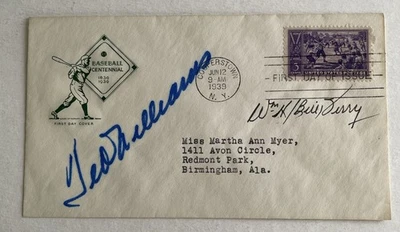 BASEBALL
CENTENNIAL
1839
1939
FIRST DAY COVER
COOPERSTOWN
JUN 12
9-AM
1939
N.Y.
3
FIRST DAY OF ISSUE
Ted Williams
Wm K (Bill) Terry
Miss Martha Ann Myer,
1411 Avon Circle,
Redmont Park,
Birmingham, Ala.